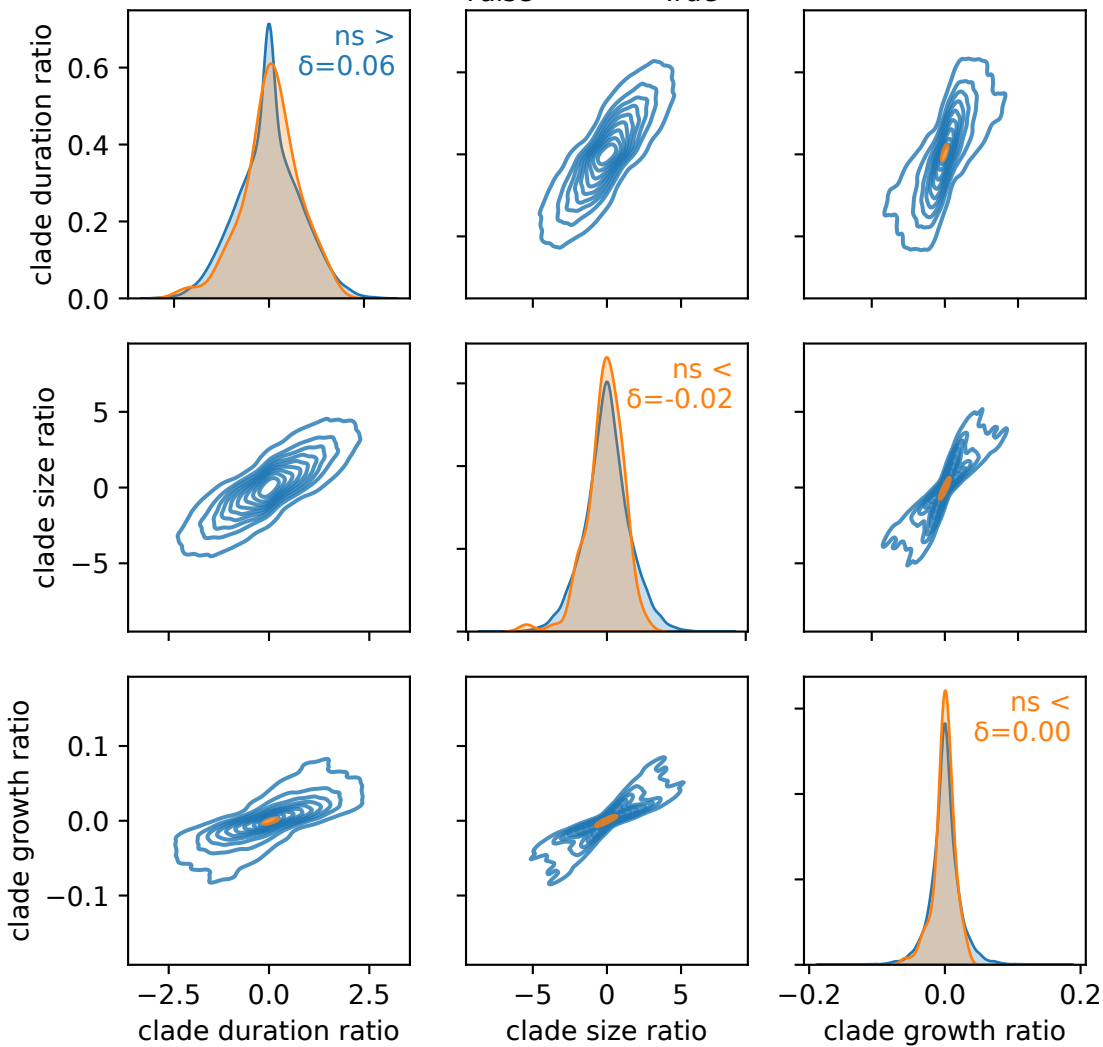 clade duration ratio
0.6
0.4
0.2
0.0
ns >
δ=0.06
clade size ratio
5
0
−5
ns <
δ=-0.02
clade growth ratio
0.1
0.0
−0.1
ns <
δ=0.00
−2.5
0.0
2.5
−5
0
5
−0.2
0.0
0.2
clade duration ratio
clade size ratio
clade growth ratio